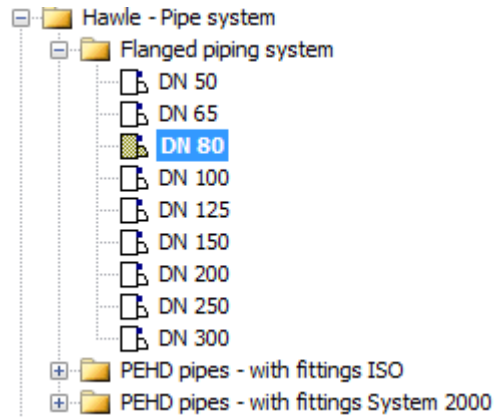 Hawle - Pipe system
Flanged piping system
DN 50
DN 65
DN 80
DN 100
DN 125
DN 150
DN 200
DN 250
DN 300
PEHD pipes - with fittings ISO
PEHD pipes - with fittings System 2000